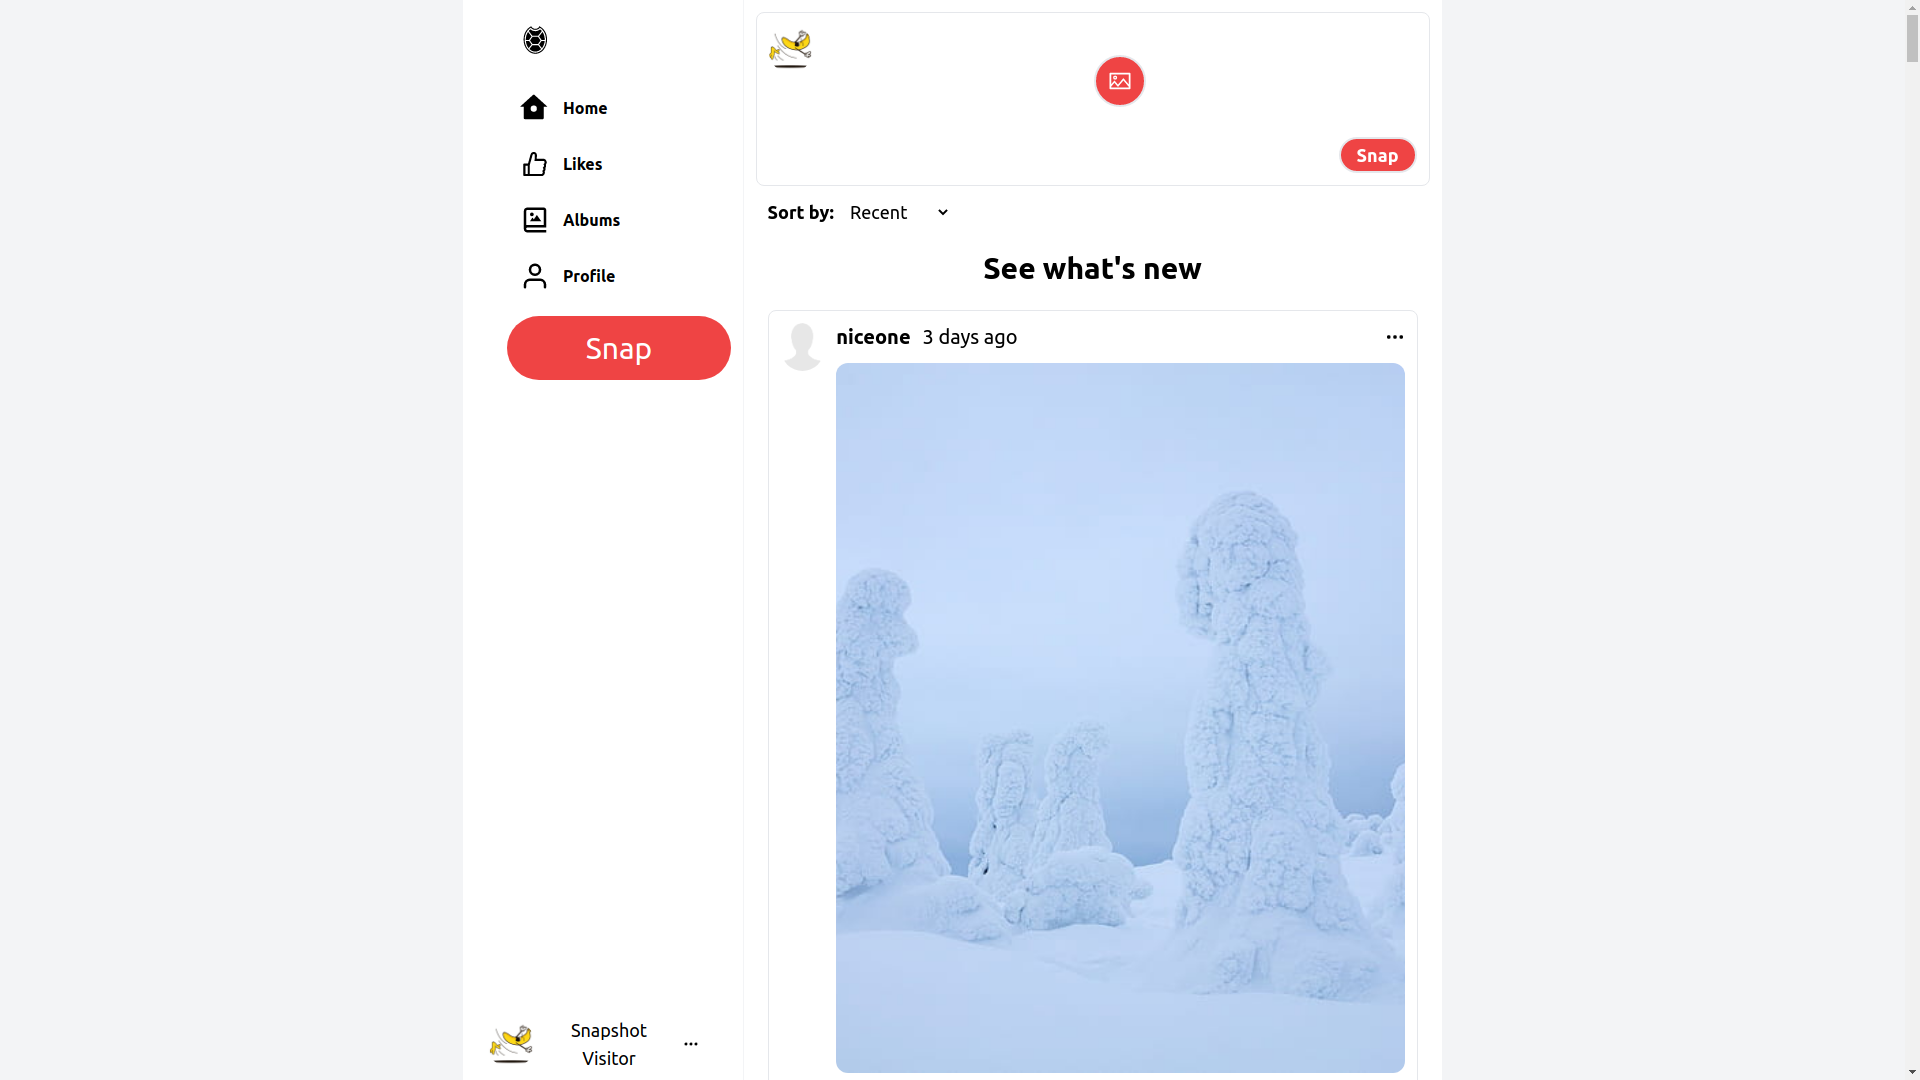 Home
Likes
Albums
Profile
Snap
Snapshot
Visitor
Snap
Sort by: Recent
See what's new
niceone 3 days ago